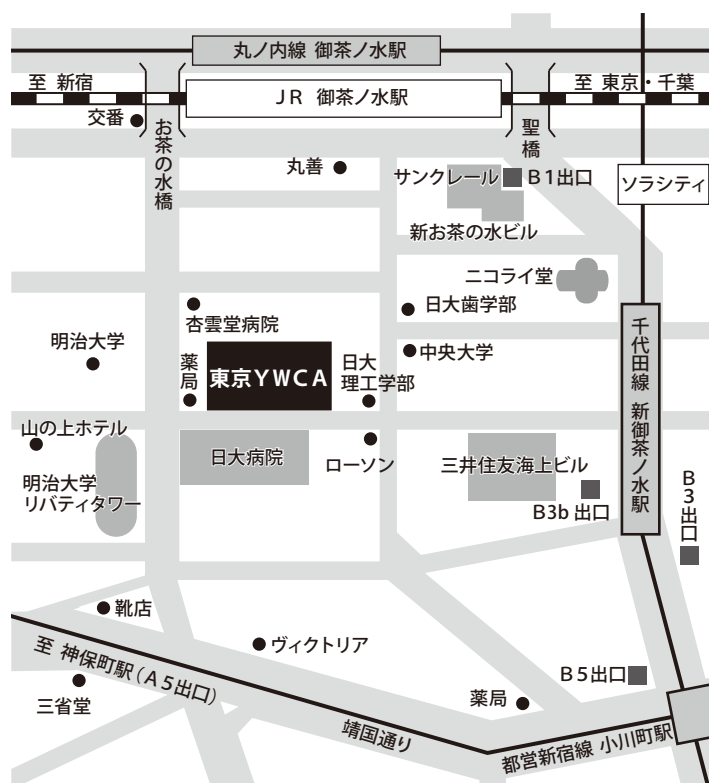 丸ノ内線 御茶ノ水駅
至 新宿
JR 御茶ノ水駅
至 東京・千葉
交番
お茶の水橋
聖橋
丸善
サンクレール
B1出口
ソラシティ
新お茶の水ビル
ニコライ堂
杏雲堂病院
日大歯学部
明治大学
薬局
東京YWCA
日大
理工学部
中央大学
千代田線 新御茶ノ水駅
山の上ホテル
日大病院
ローソン
三井住友海上ビル
明治大学
リバティタワー
B3b 出口
B3出口
靴店
ヴィクトリア
至 神保町駅(A5出口)
三省堂
B5出口
薬局
靖国通り
都営新宿線 小川町駅